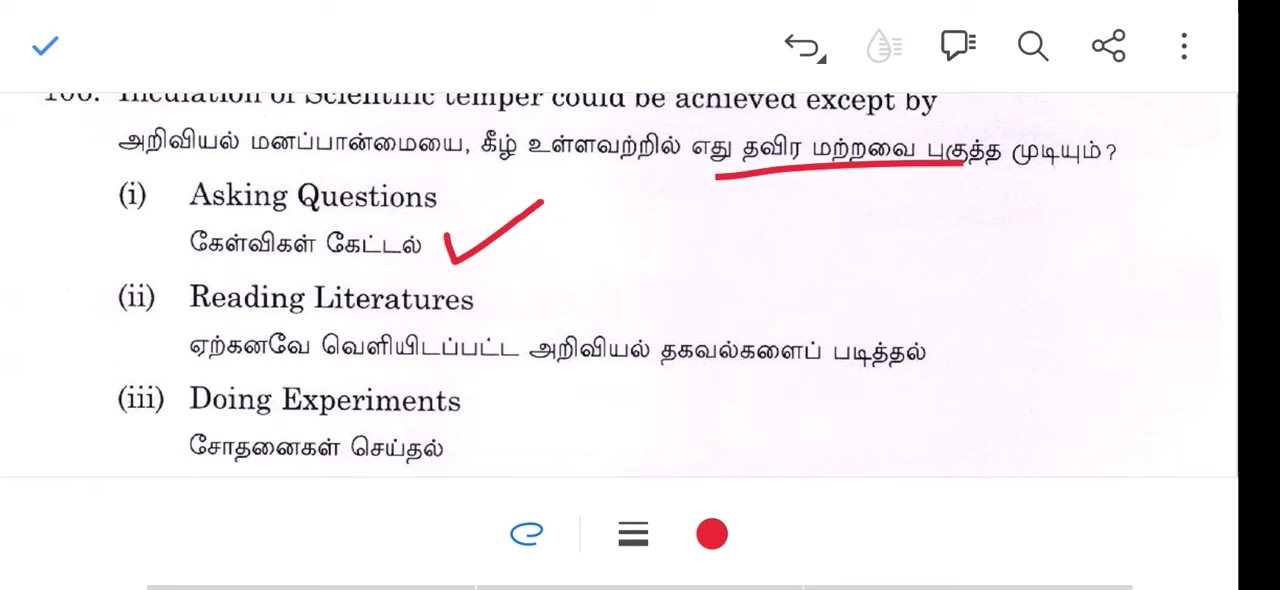 106. Inculation of Scientific temper could be achieved except by
அறிவியல் மனப்பான்மையை, கீழ் உள்ளவற்றில் எது தவிர மற்றவை புகுத்த முடியும்?
(i) Asking Questions
கேள்விகள் கேட்டல்
(ii) Reading Literatures
ஏற்கனவே வெளியிடப்பட்ட அறிவியல் தகவல்களைப் படித்தல்
(iii) Doing Experiments
சோதனைகள் செய்தல்